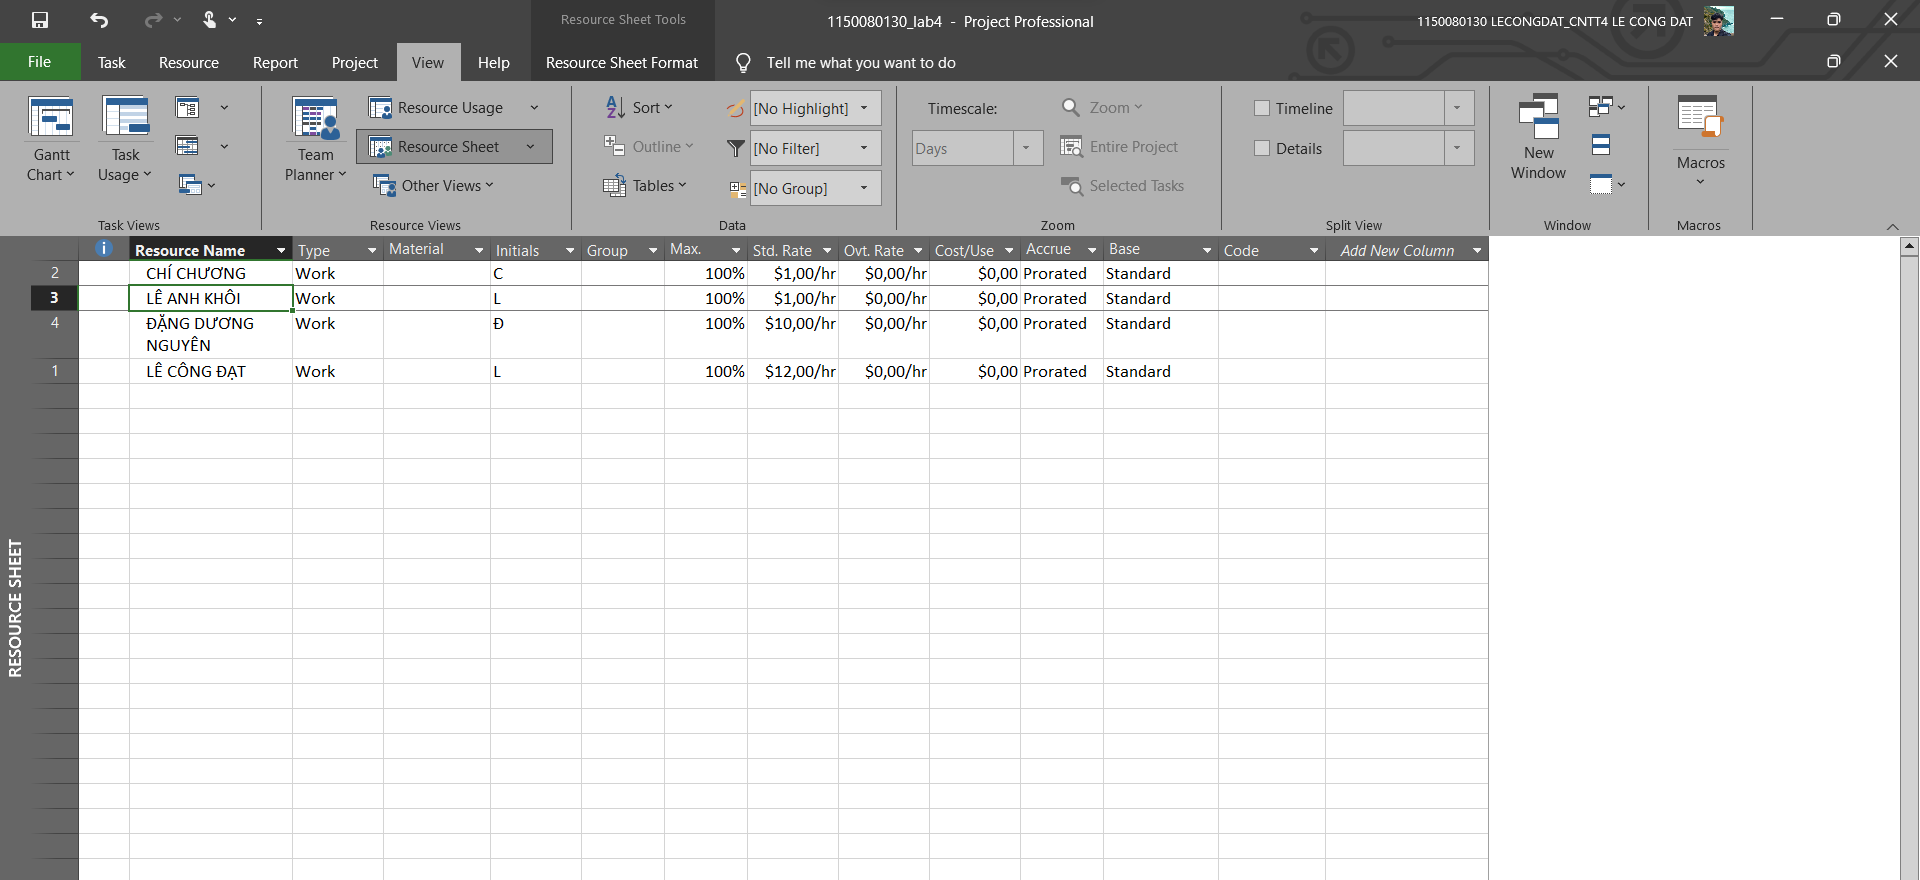 Resource Sheet Tools
1150080130_lab4 - Project Professional
1150080130 LECONGDAT_CNTT4 LE CONG DAT
File Task Resource Report Project View Help Resource Sheet Format Tell me what you want to do
Gantt Chart
Task Usage
Task Views
Team Planner
Resource Usage
Resource Sheet
Other Views
Resource Views
Sort
Outline
Tables
[No Highlight]
[No Filter]
[No Group]
Data
Timescale:
Days
Zoom
Entire Project
Selected Tasks
Zoom
Timeline
Details
Split View
New Window
Window
Macros
Macros
Resource Name Type Material Initials Group Max. Std. Rate Ovt. Rate Cost/Use Accrue Base Code Add New Column
2 CHÍ CHƯƠNG Work C 100% $1,00/hr $0,00/hr $0,00 Prorated Standard
3 LÊ ANH KHÔI Work L 100% $1,00/hr $0,00/hr $0,00 Prorated Standard
4 ĐẶNG DƯƠNG NGUYÊN Work Đ 100% $10,00/hr $0,00/hr $0,00 Prorated Standard
1 LÊ CÔNG ĐẠT Work L 100% $12,00/hr $0,00/hr $0,00 Prorated Standard
RESOURCE SHEET